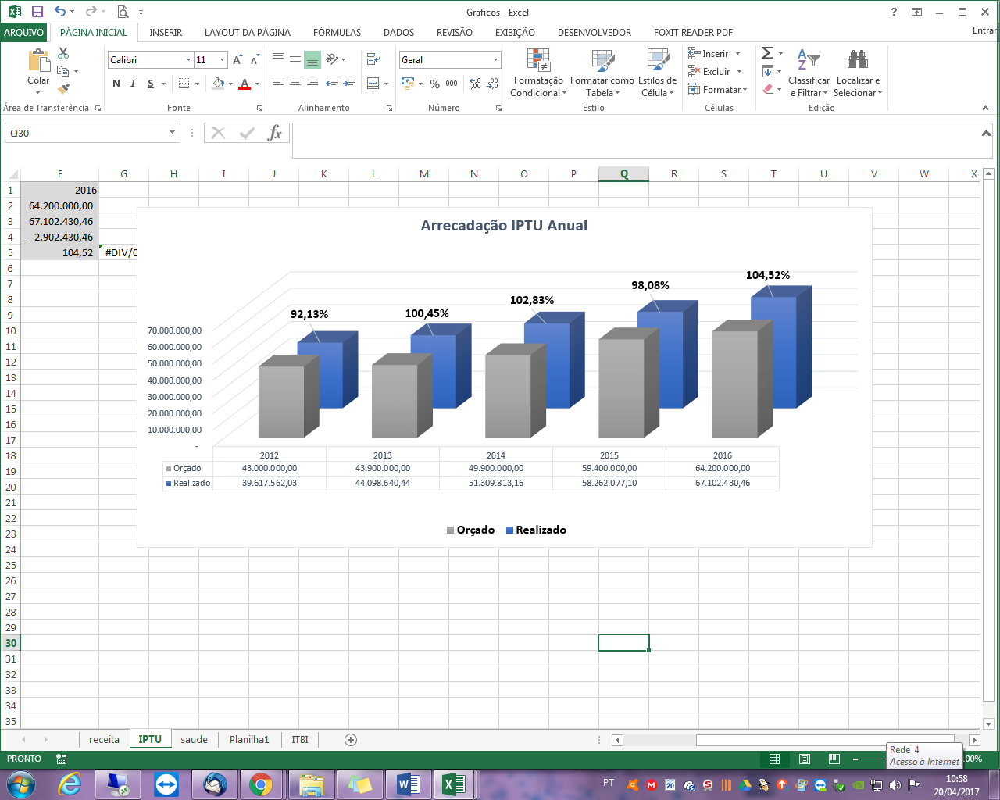 Graficos - Excel
ARQUIVO PÁGINA INICIAL INSERIR LAYOUT DA PÁGINA FÓRMULAS DADOS REVISÃO EXIBIÇÃO DESENVOLVEDOR FOXIT READER PDF Entrar
Colar
Calibri 11
N I S
Geral
% 000
Formatação Condicional
Formatar como Tabela
Estilos de Célula
Inserir
Excluir
Formatar
Classificar e Filtrar
Localizar e Selecionar
Área de Transferência Fonte Alinhamento Número Estilo Células Edição
Q30 fx
F G H I J K L M N O P Q R S T U V W X
1 2016
2 64.200.000,00
3 67.102.430,46
4 - 2.902.430,46
5 104,52 #DIV/0
6
7
8
9
10
11
12
13
14
15
16
17
18
19
20
21
22
23
24
25
26
27
28
29
30
31
32
33
34
35
Arrecadação IPTU Anual
92,13% 100,45% 102,83% 98,08% 104,52%
70.000.000,00
60.000.000,00
50.000.000,00
40.000.000,00
30.000.000,00
20.000.000,00
10.000.000,00
-
2012 2013 2014 2015 2016
Orçado 43.000.000,00 43.900.000,00 49.900.000,00 59.400.000,00 64.200.000,00
Realizado 39.617.562,03 44.098.640,44 51.309.813,16 58.262.077,10 67.102.430,46
Orçado Realizado
receita IPTU saude Planilha1 ITBI
PRONTO
Rede 4
Acesso à Internet
00%
PT
20
10:58
20/04/2017